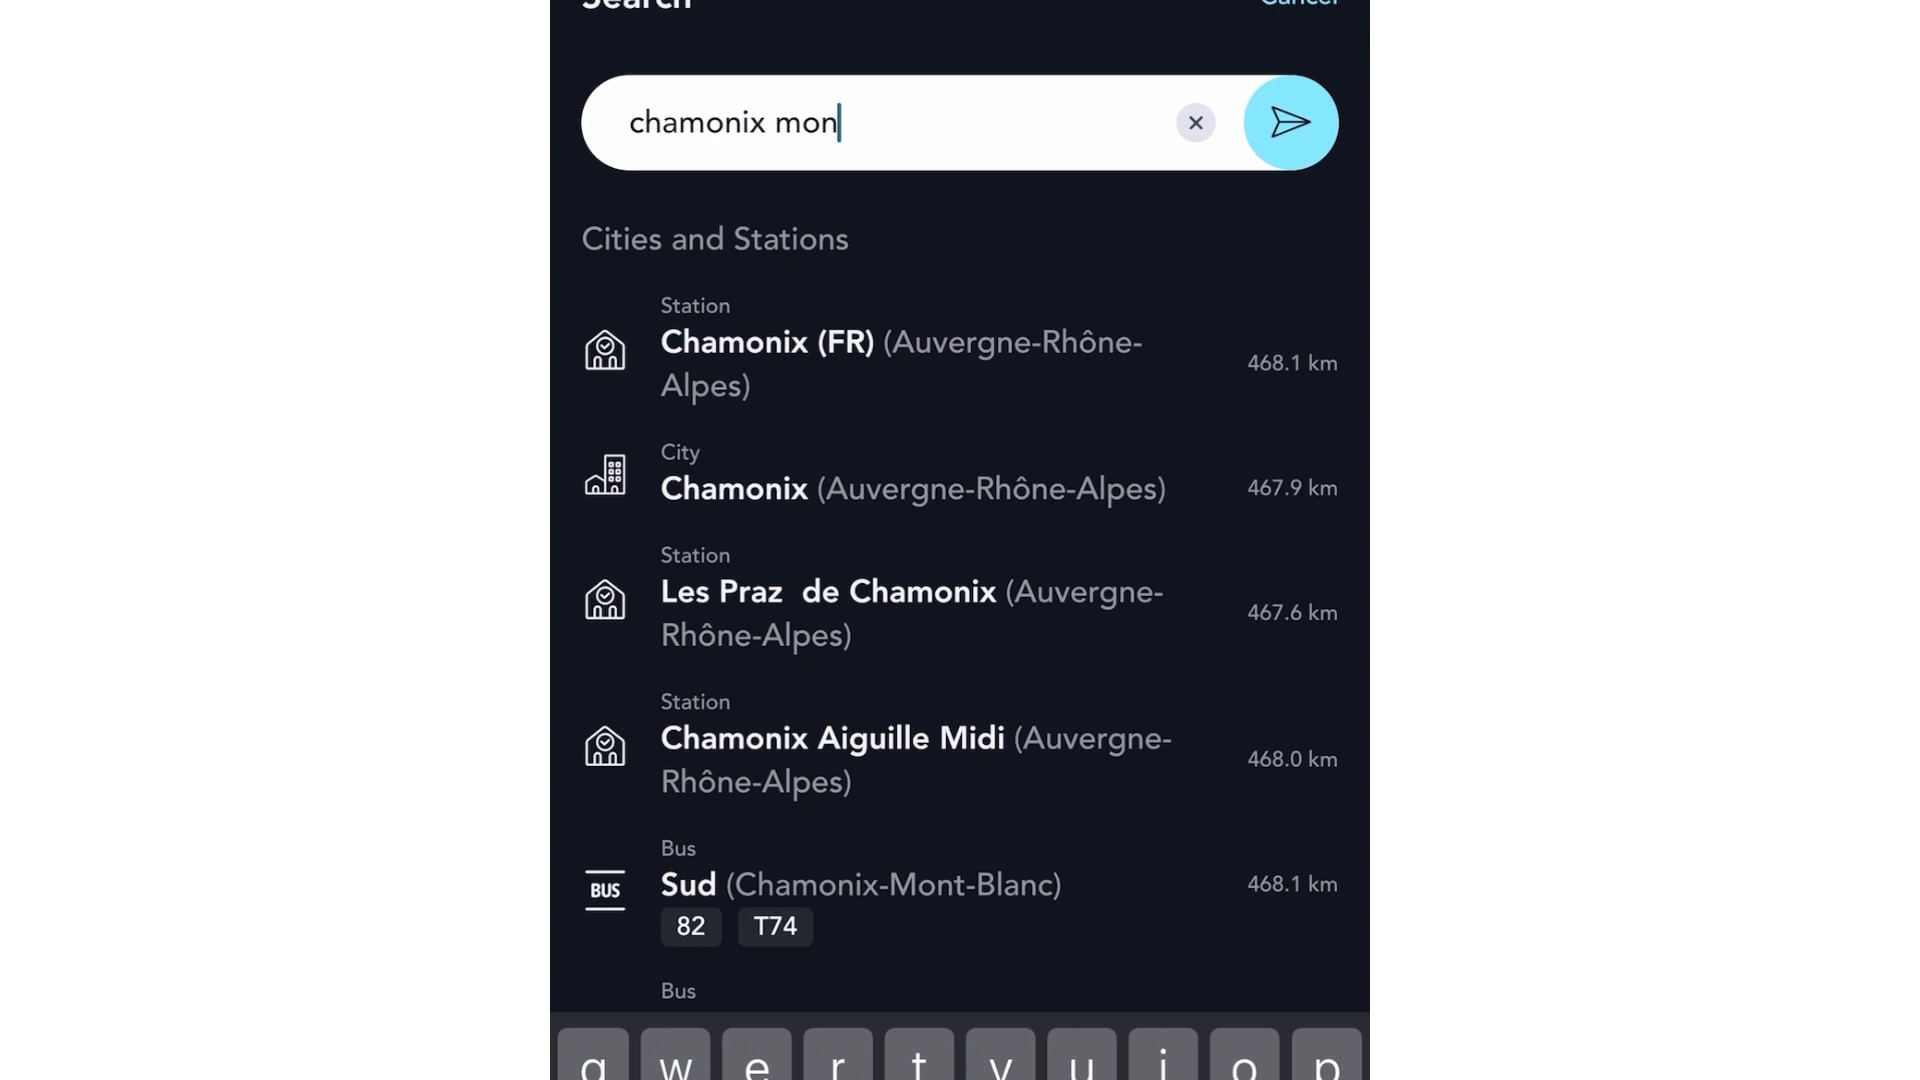 Search
Cancel
chamonix mon
Cities and Stations
Station
Chamonix (FR) (Auvergne-Rhône-
Alpes)
468.1 km
City
Chamonix (Auvergne-Rhône-Alpes)
467.9 km
Station
Les Praz  de Chamonix (Auvergne-
Rhône-Alpes)
467.6 km
Station
Chamonix Aiguille Midi (Auvergne-
Rhône-Alpes)
468.0 km
Bus
BUS
Sud (Chamonix-Mont-Blanc)
468.1 km
82 T74
Bus
q w e r t y u i o p